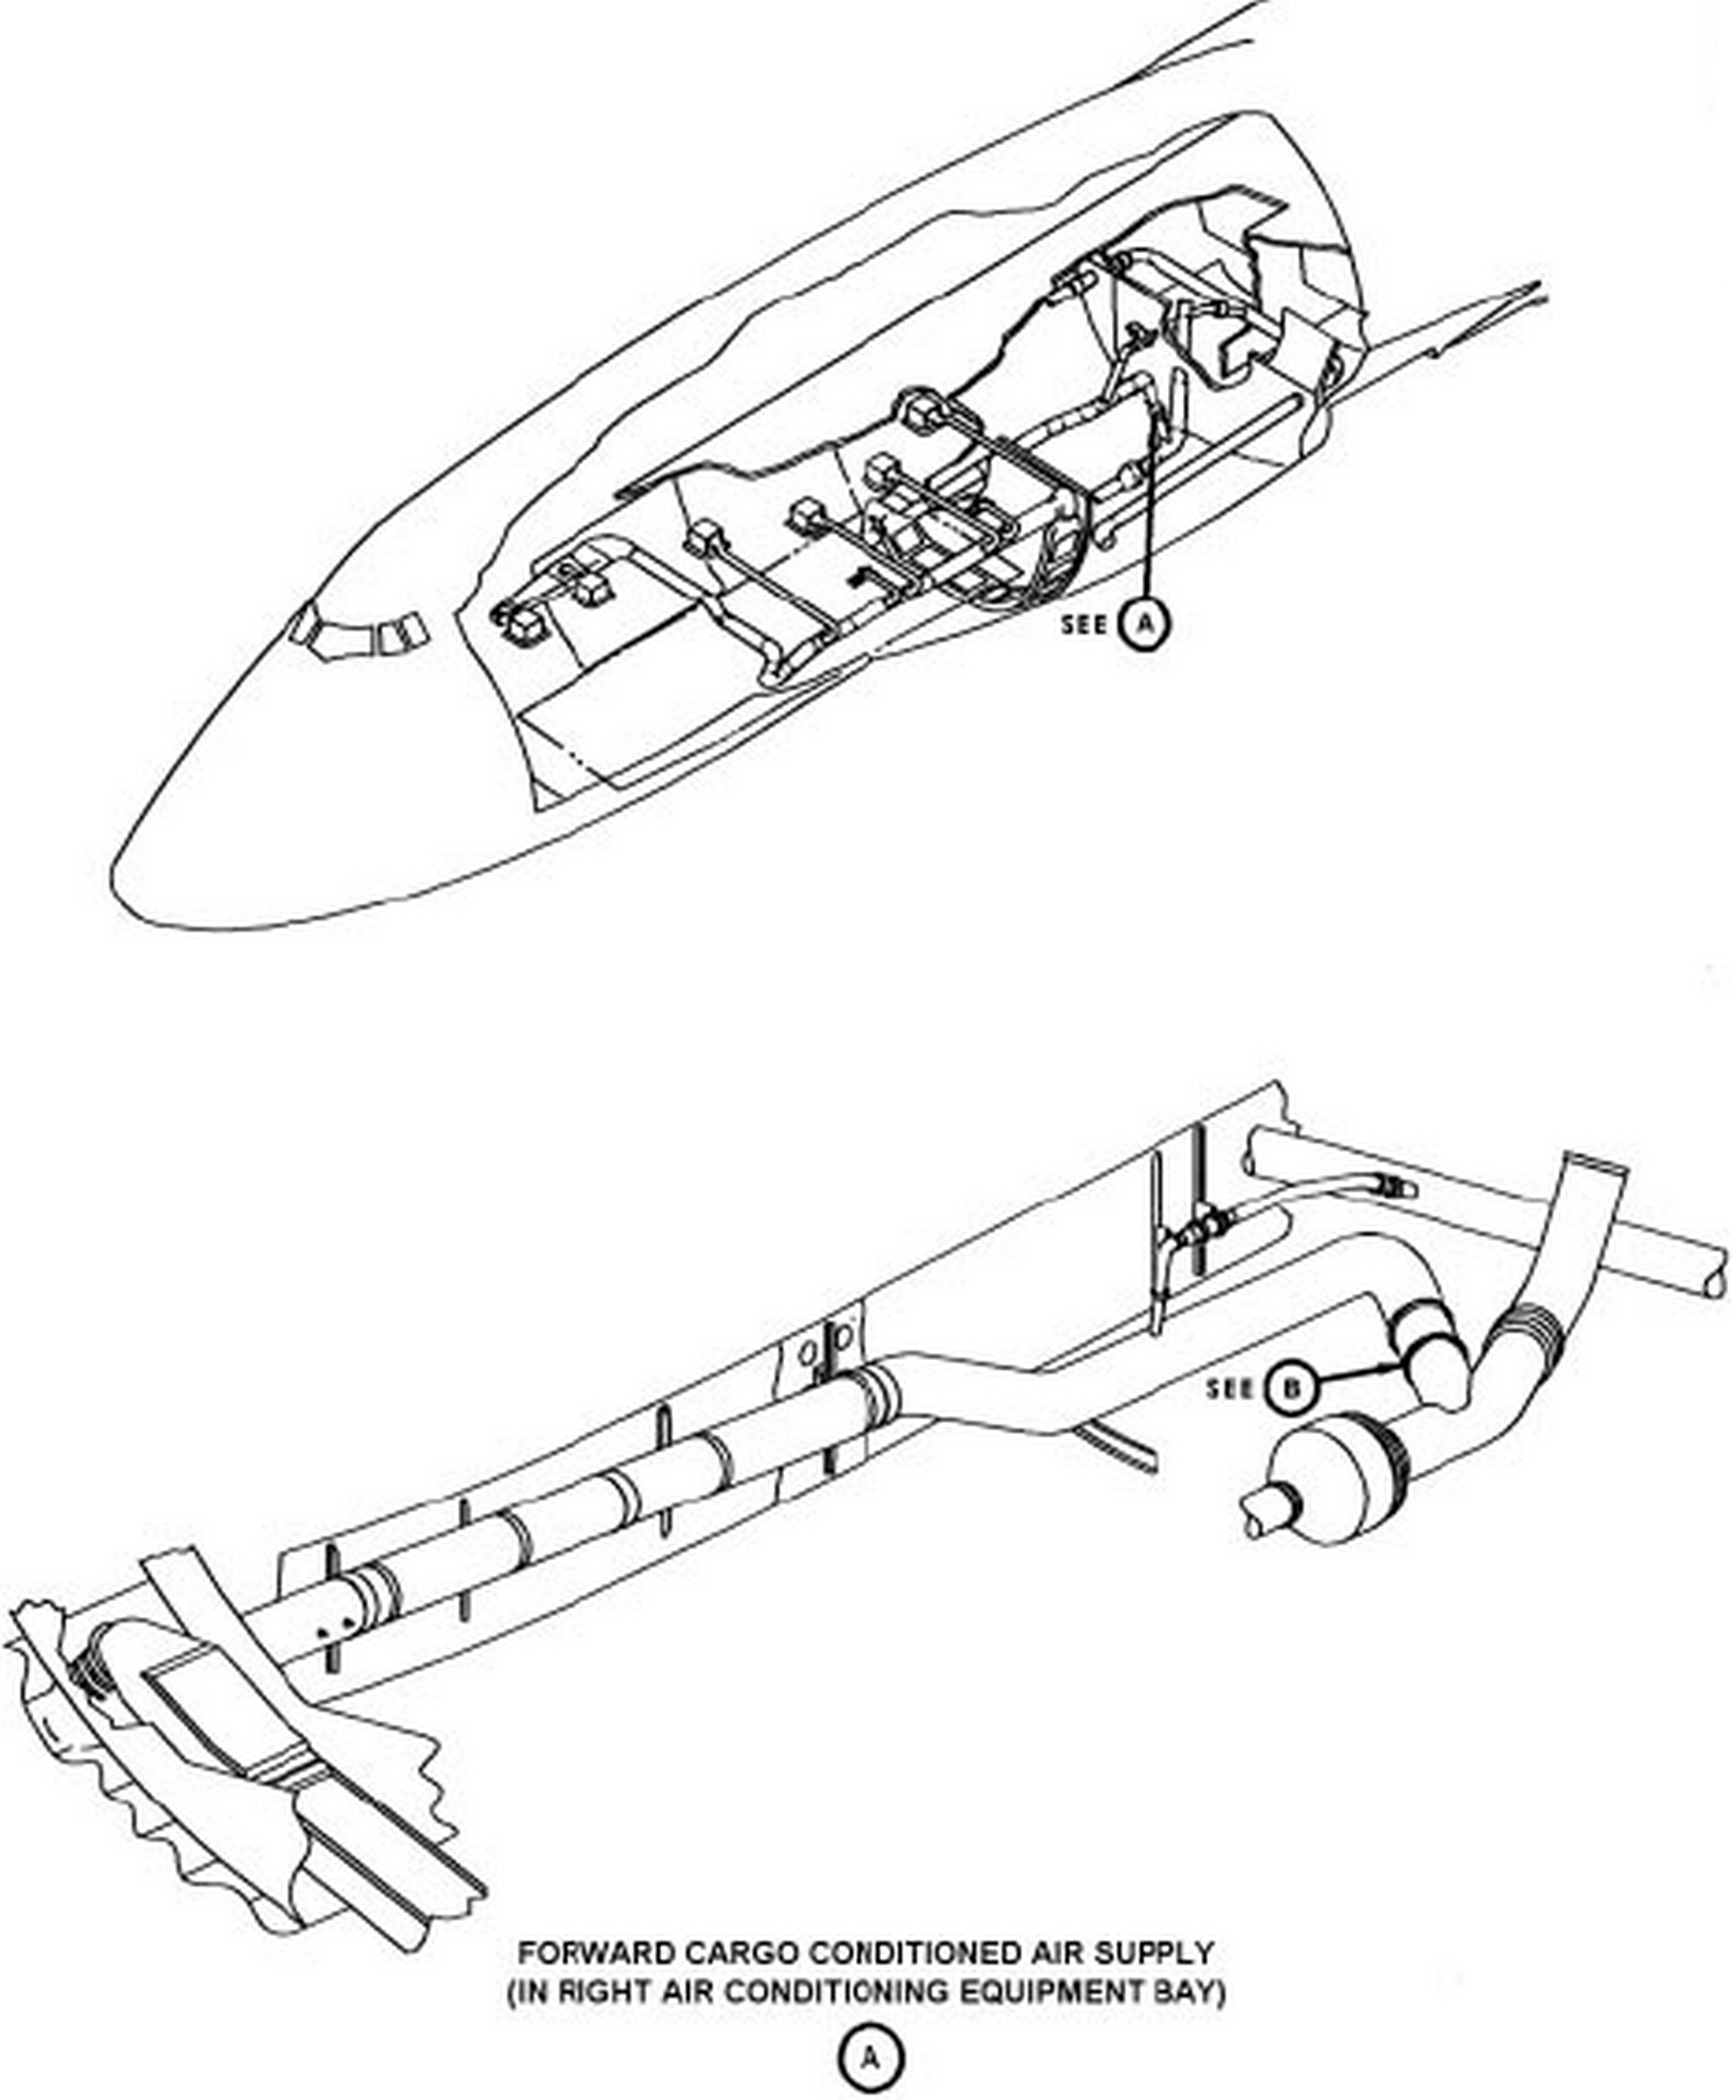 SEE A
SEE B
FORWARD CARGO CONDITIONED AIR SUPPLY
(IN RIGHT AIR CONDITIONING EQUIPMENT BAY)
A